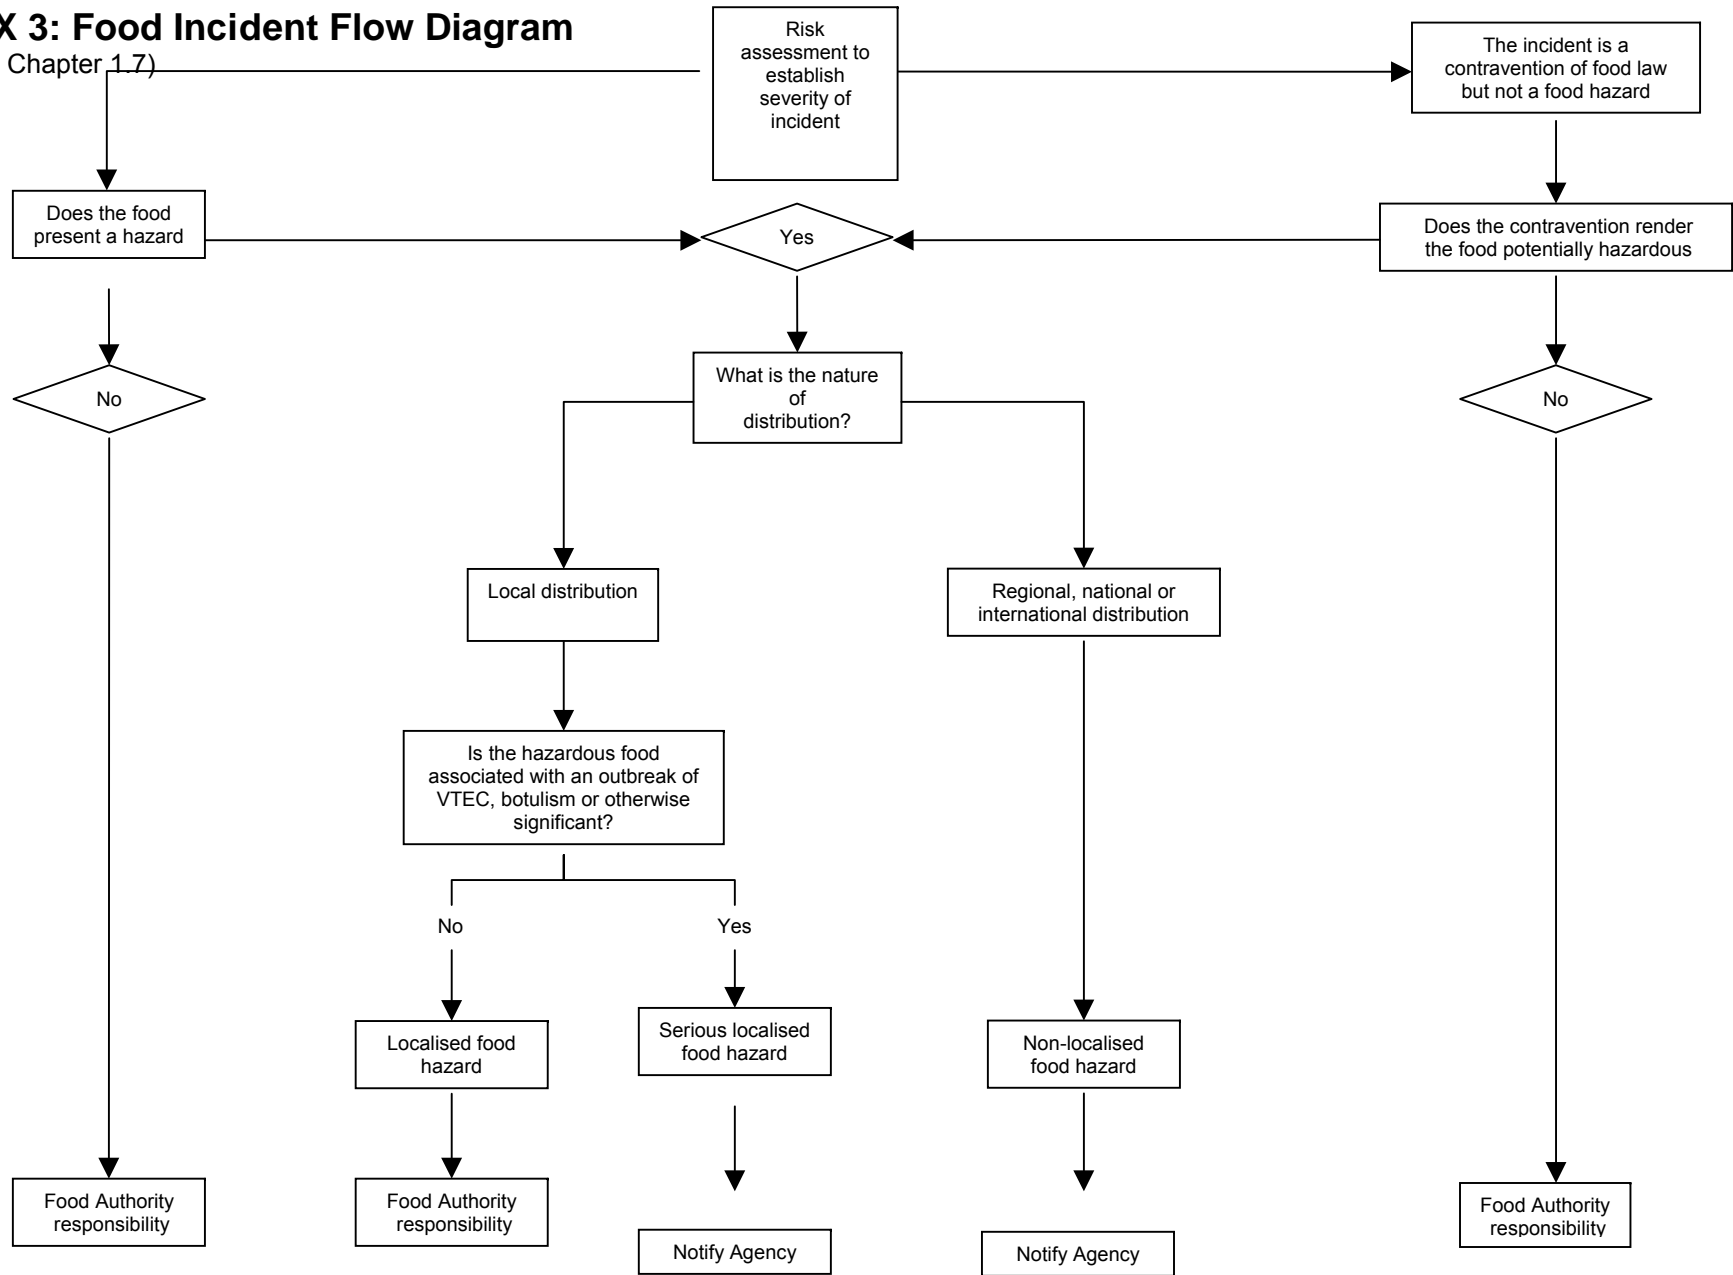 X 3: Food Incident Flow Diagram
Chapter 1.7)
Risk
assessment to
establish
severity of
incident
The incident is a
contravention of food law
but not a food hazard
Does the food
present a hazard
Yes
Does the contravention render
the food potentially hazardous
No
What is the nature
of
distribution?
No
Local distribution
Regional, national or
international distribution
Is the hazardous food
associated with an outbreak of
VTEC, botulism or otherwise
significant?
No
Yes
Localised food
hazard
Serious localised
food hazard
Non-localised
food hazard
Food Authority
responsibility
Food Authority
responsibility
Notify Agency
Notify Agency
Food Authority
responsibility